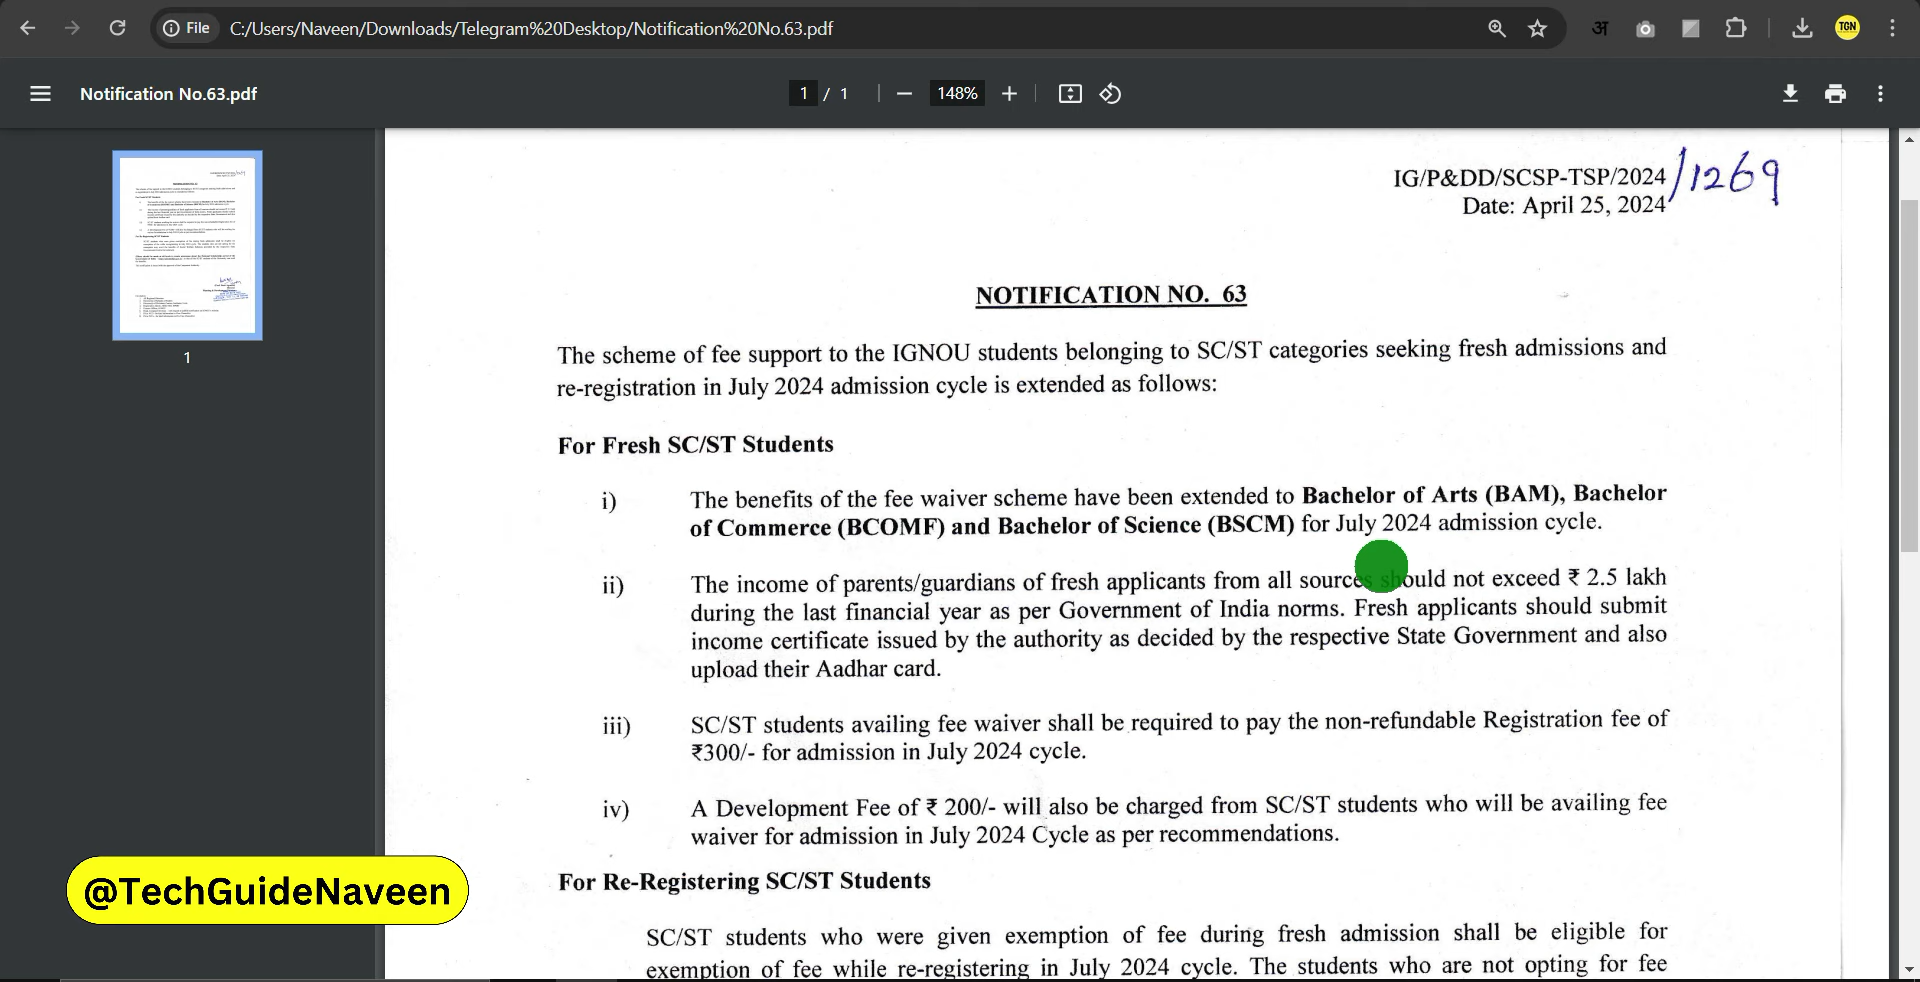 File
C:/Users/Naveen/Downloads/Telegram%20Desktop/Notification%20No.63.pdf
अ
TGN
Notification No.63.pdf
1 / 1
148%
1
IG/P&DD/SCSP-TSP/2024/1269
Date: April 25, 2024
NOTIFICATION NO. 63
The scheme of fee support to the IGNOU students belonging to SC/ST categories seeking fresh admissions and
re-registration in July 2024 admission cycle is extended as follows:
For Fresh SC/ST Students
i) The benefits of the fee waiver scheme have been extended to Bachelor of Arts (BAM), Bachelor
of Commerce (BCOMF) and Bachelor of Science (BSCM) for July 2024 admission cycle.
ii) The income of parents/guardians of fresh applicants from all sources should not exceed ₹ 2.5 lakh
during the last financial year as per Government of India norms. Fresh applicants should submit
income certificate issued by the authority as decided by the respective State Government and also
upload their Aadhar card.
iii) SC/ST students availing fee waiver shall be required to pay the non-refundable Registration fee of
₹300/- for admission in July 2024 cycle.
iv) A Development Fee of ₹ 200/- will also be charged from SC/ST students who will be availing fee
waiver for admission in July 2024 Cycle as per recommendations.
For Re-Registering SC/ST Students
SC/ST students who were given exemption of fee during fresh admission shall be eligible for
exemption of fee while re-registering in July 2024 cycle. The students who are not opting for fee
@TechGuideNaveen